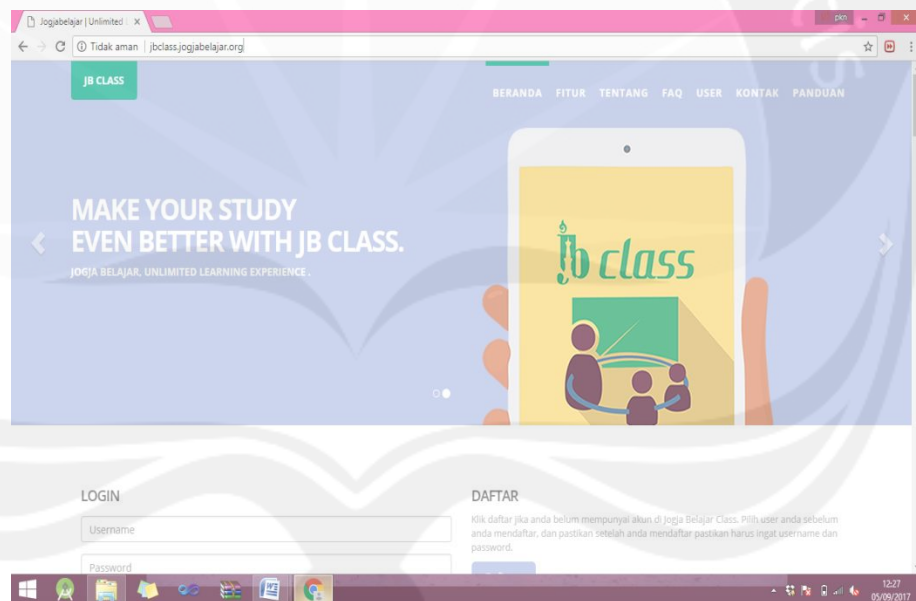 Jogjabelajar | Unlimited L
pkn
Tidak aman | jbclass.jogjabelajar.org
JB CLASS
BERANDA FITUR TENTANG FAQ USER KONTAK PANDUAN
MAKE YOUR STUDY
EVEN BETTER WITH JB CLASS.
JOGJA BELAJAR, UNLIMITED LEARNING EXPERIENCE .
jb class
LOGIN
Username
Password
DAFTAR
Klik daftar jika anda belum mempunyai akun di Jogja Belajar Class. Pilih user anda sebelum
anda mendaftar, dan pastikan setelah anda mendaftar pastikan harus ingat username dan
password.
12:27
05/09/2017